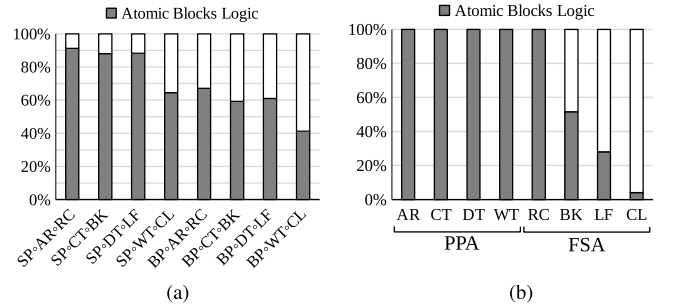 Atomic Blocks Logic
100%
80%
60%
40%
20%
0%
SP∘AR∘RC
SP∘CT∘BK
SP∘DT∘LF
SP∘WT∘CL
BP∘AR∘RC
BP∘CT∘BK
BP∘DT∘LF
BP∘WT∘CL
(a)
Atomic Blocks Logic
100%
80%
60%
40%
20%
0%
AR CT DT WT RC BK LF CL
PPA FSA
(b)